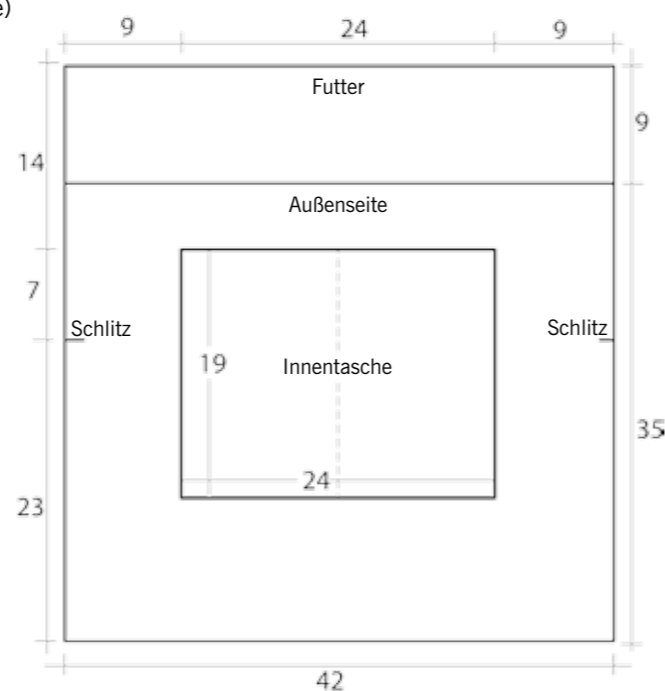 e)
9 24 9
Futter
9
14
Außenseite
7
Schlitz Schlitz
19 Innentasche
35
24
23
42